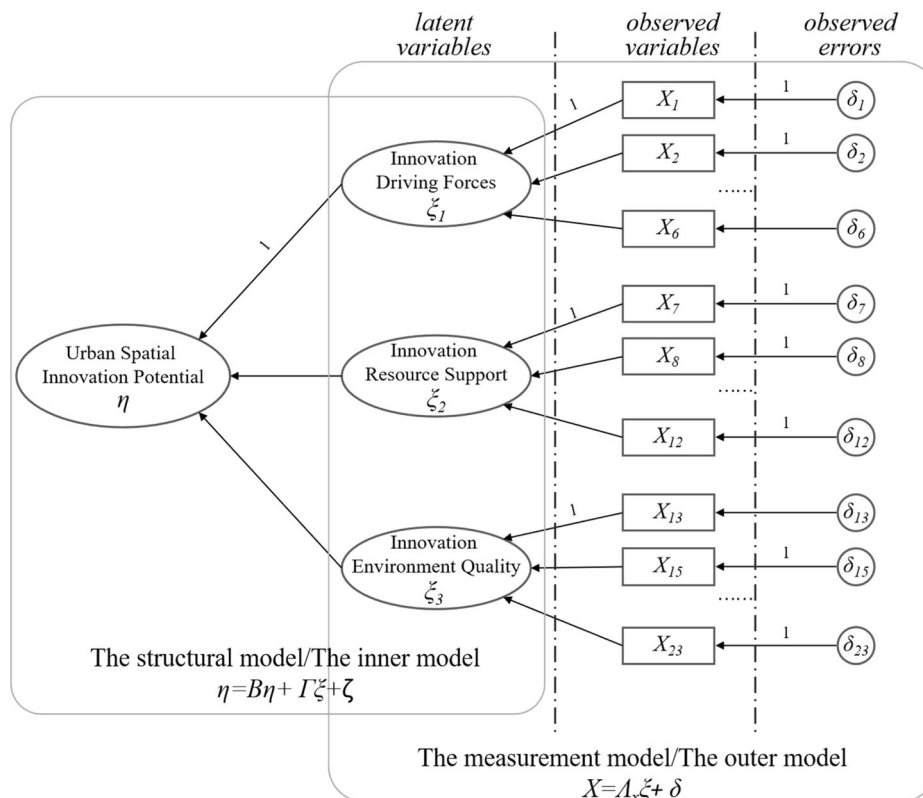 latent
variables
observed
variables
observed
errors
1
X1
1
δ1
Innovation
Driving Forces
ξ1
X2
1
δ2
......
1
X6
δ6
1
X7
1
δ7
Urban Spatial
Innovation Potential
η
Innovation
Resource Support
ξ2
X8
1
δ8
......
X12
1
δ12
1
X13
δ13
Innovation
Environment Quality
ξ3
X15
1
δ15
......
X23
1
δ23
The structural model/The inner model
η=Bη+ Γξ+ζ
The measurement model/The outer model
X=Λxξ+ δ